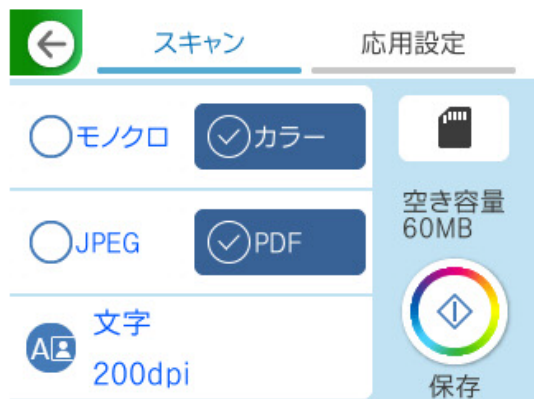 スキャン
応用設定
モノクロ
カラー
JPEG
PDF
文字
200dpi
空き容量
60MB
保存